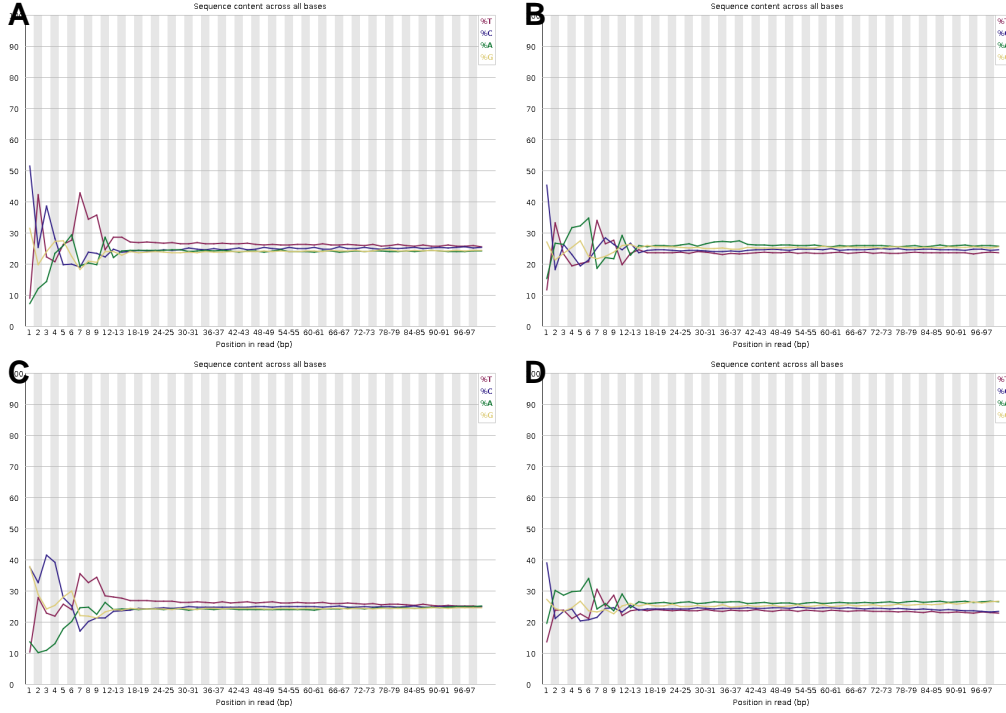 A
Sequence content across all bases
%T
%C
%A
%G
90
80
70
60
50
40
30
20
10
0
1 2 3 4 5 6 7 8 9 12-13 18-19 24-25 30-31 36-37 42-43 48-49 54-55 60-61 66-67 72-73 78-79 84-85 90-91 96-97
Position in read (bp)
B
Sequence content across all bases
90
80
70
60
50
40
30
20
10
0
1 2 3 4 5 6 7 8 9 12-13 18-19 24-25 30-31 36-37 42-43 48-49 54-55 60-61 66-67 72-73 78-79 84-85 90-91 96-97
Position in read (bp)
C
Sequence content across all bases
%T
%C
%A
%G
90
80
70
60
50
40
30
20
10
0
1 2 3 4 5 6 7 8 9 12-13 18-19 24-25 30-31 36-37 42-43 48-49 54-55 60-61 66-67 72-73 78-79 84-85 90-91 96-97
Position in read (bp)
D
Sequence content across all bases
90
80
70
60
50
40
30
20
10
0
1 2 3 4 5 6 7 8 9 12-13 18-19 24-25 30-31 36-37 42-43 48-49 54-55 60-61 66-67 72-73 78-79 84-85 90-91 96-97
Position in read (bp)